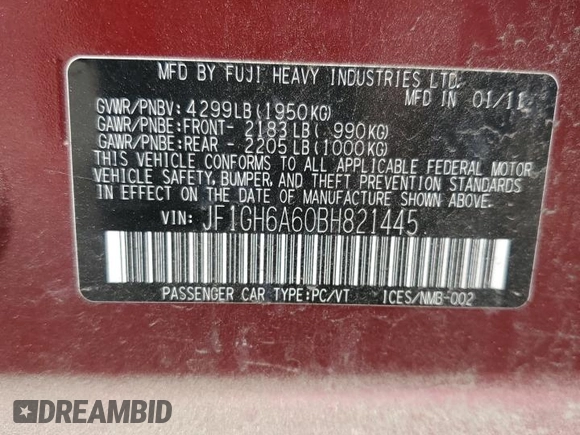 MFD BY FUJI HEAVY INDUSTRIES LTD.
MFD IN 01/11
GVWR/PNBV: 4299LB(1950KG)
GAWR/PNBE:FRONT- 2183LB( 990KG)
GAWR/PNBE:REAR - 2205LB(1000KG)
THIS VEHICLE CONFORMS TO ALL APPLICABLE FEDERAL MOTOR
VEHICLE SAFETY, BUMPER, AND THEFT PREVENTION STANDARDS
IN EFFECT ON THE DATE OF MANUFACTURE SHOWN ABOVE.
VIN: JF1GH6A60BH821445
PASSENGER CAR TYPE:PC/VT ICES/NMB-002
DREAMBID